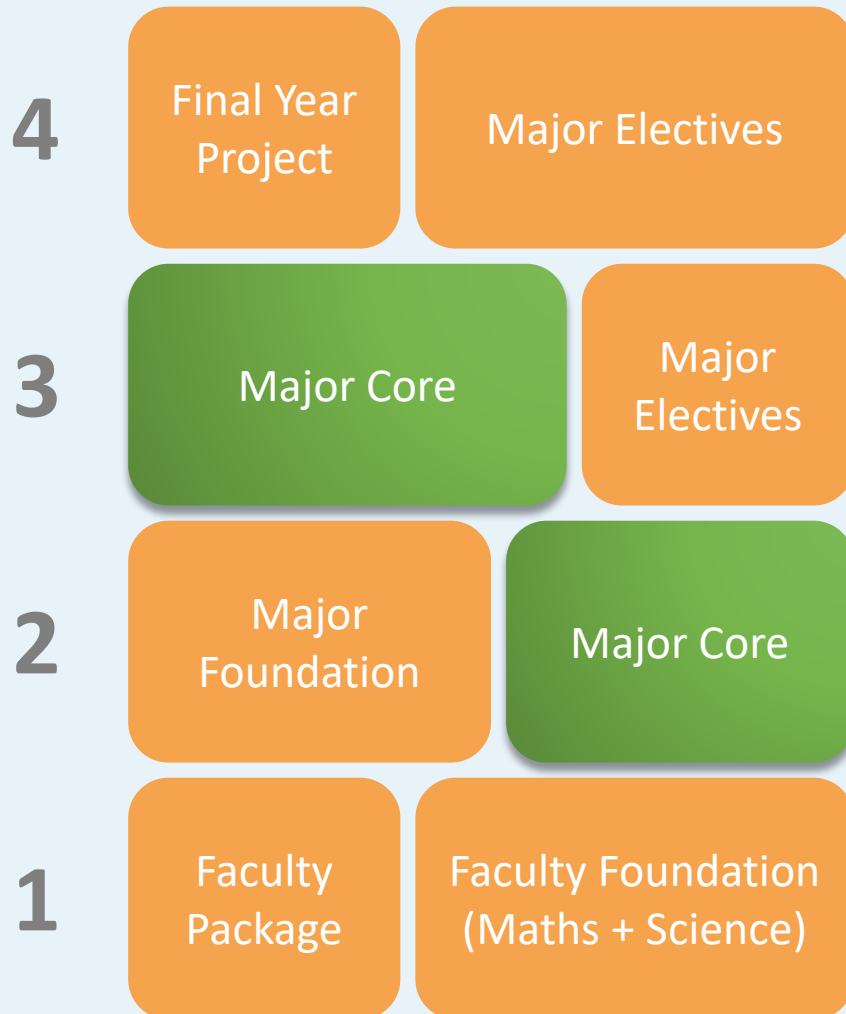 4
Final Year
Project
Major Electives
3
Major Core
Major
Electives
2
Major
Foundation
Major Core
1
Faculty
Package
Faculty Foundation
(Maths + Science)